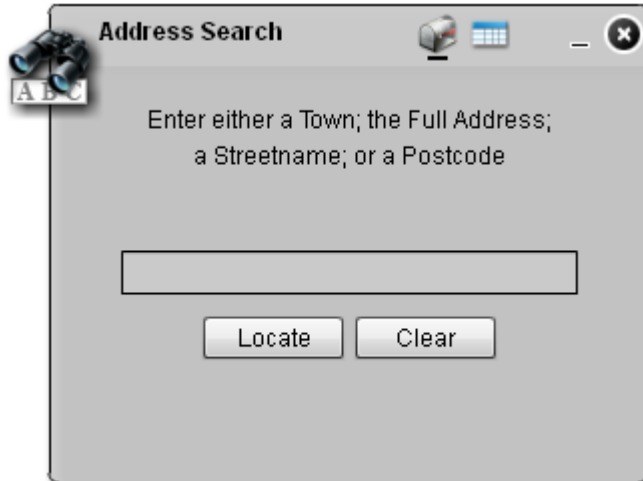 Address Search
A B C
Enter either a Town; the Full Address;
a Streetname; or a Postcode
Locate
Clear